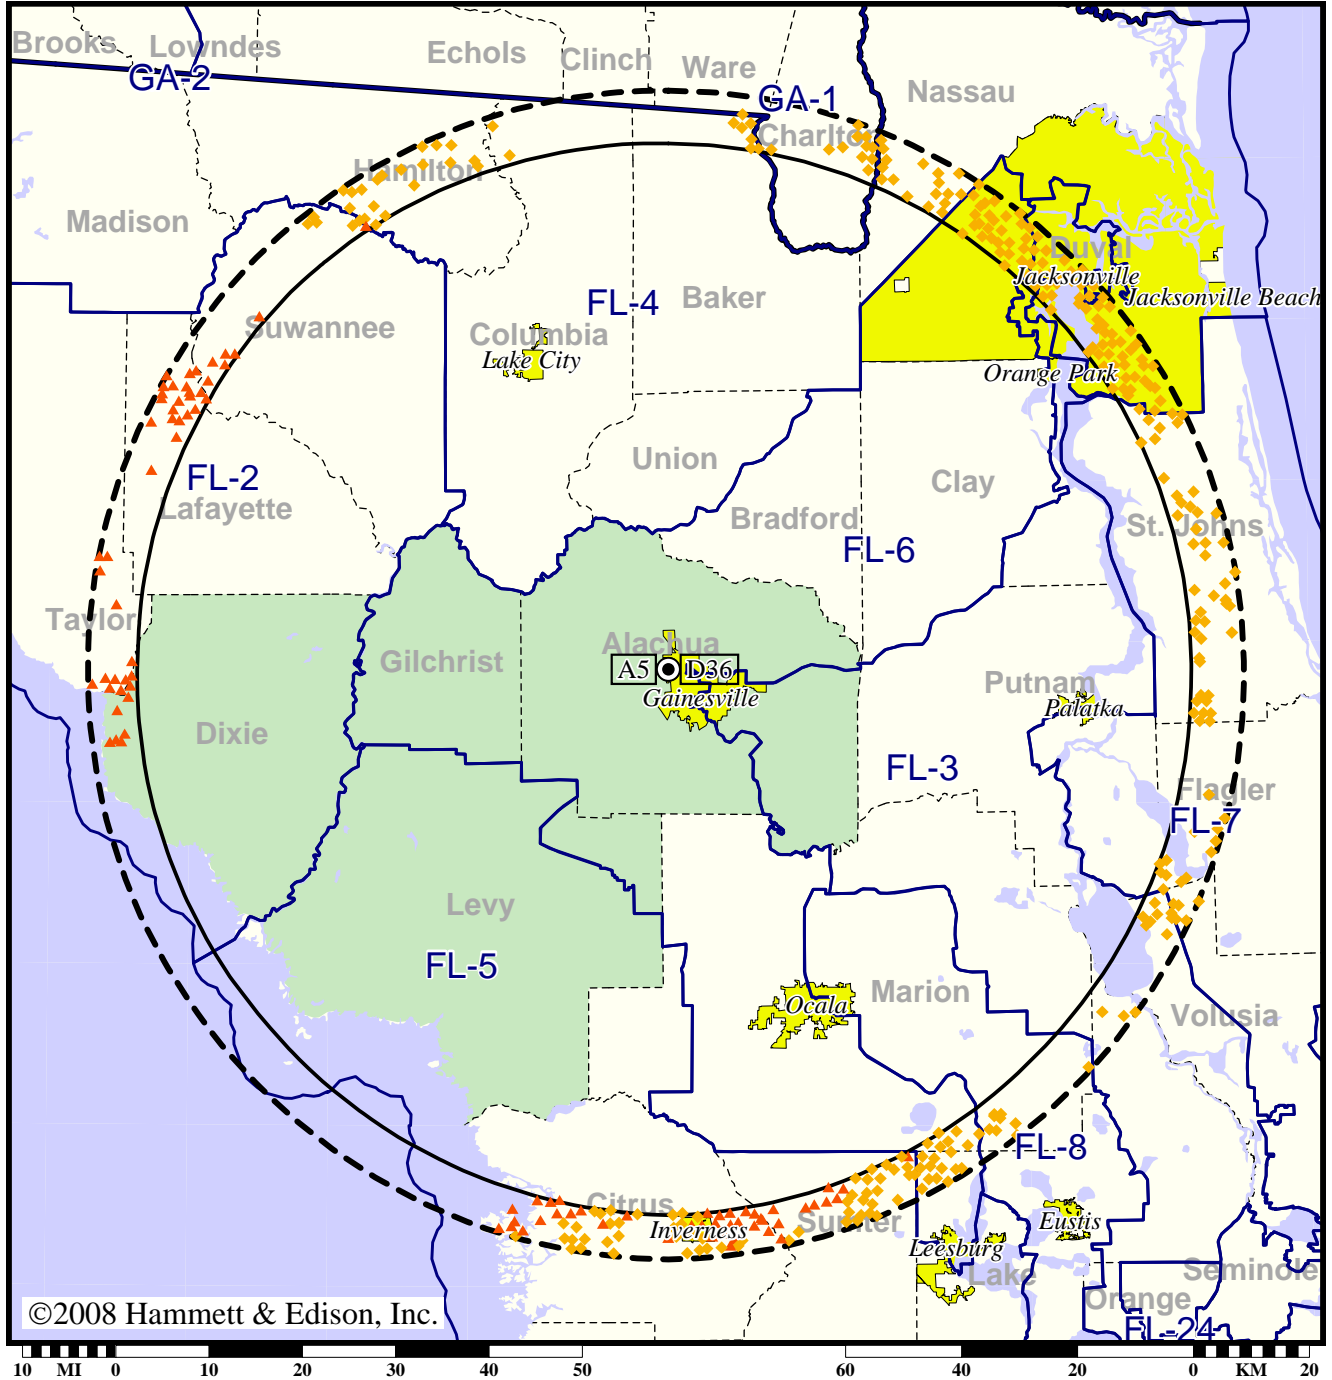 Brooks
Lowndes
Echols
Clinch
Ware
GA-2
GA-1
Nassau
Charlton
Hamilton
Madison
Duval
Jacksonville
Jacksonville Beach
FL-4
Baker
Suwannee
Columbia
Lake City
Orange Park
Union
FL-2
Lafayette
Clay
Bradford
St. Johns
FL-6
Taylor
Alachua
Gilchrist
A5
D36
Gainesville
Putnam
Palatka
Dixie
FL-3
Flagler
FL-7
Levy
FL-5
Marion
Ocala
Volusia
FL-8
Citrus
Inverness
Sumter
Eustis
Leesburg
Lake
Seminole
Orange
FL-24
©2008 Hammett & Edison, Inc.
10 MI 0 10 20 30 40 50
60 40 20 0 KM 20